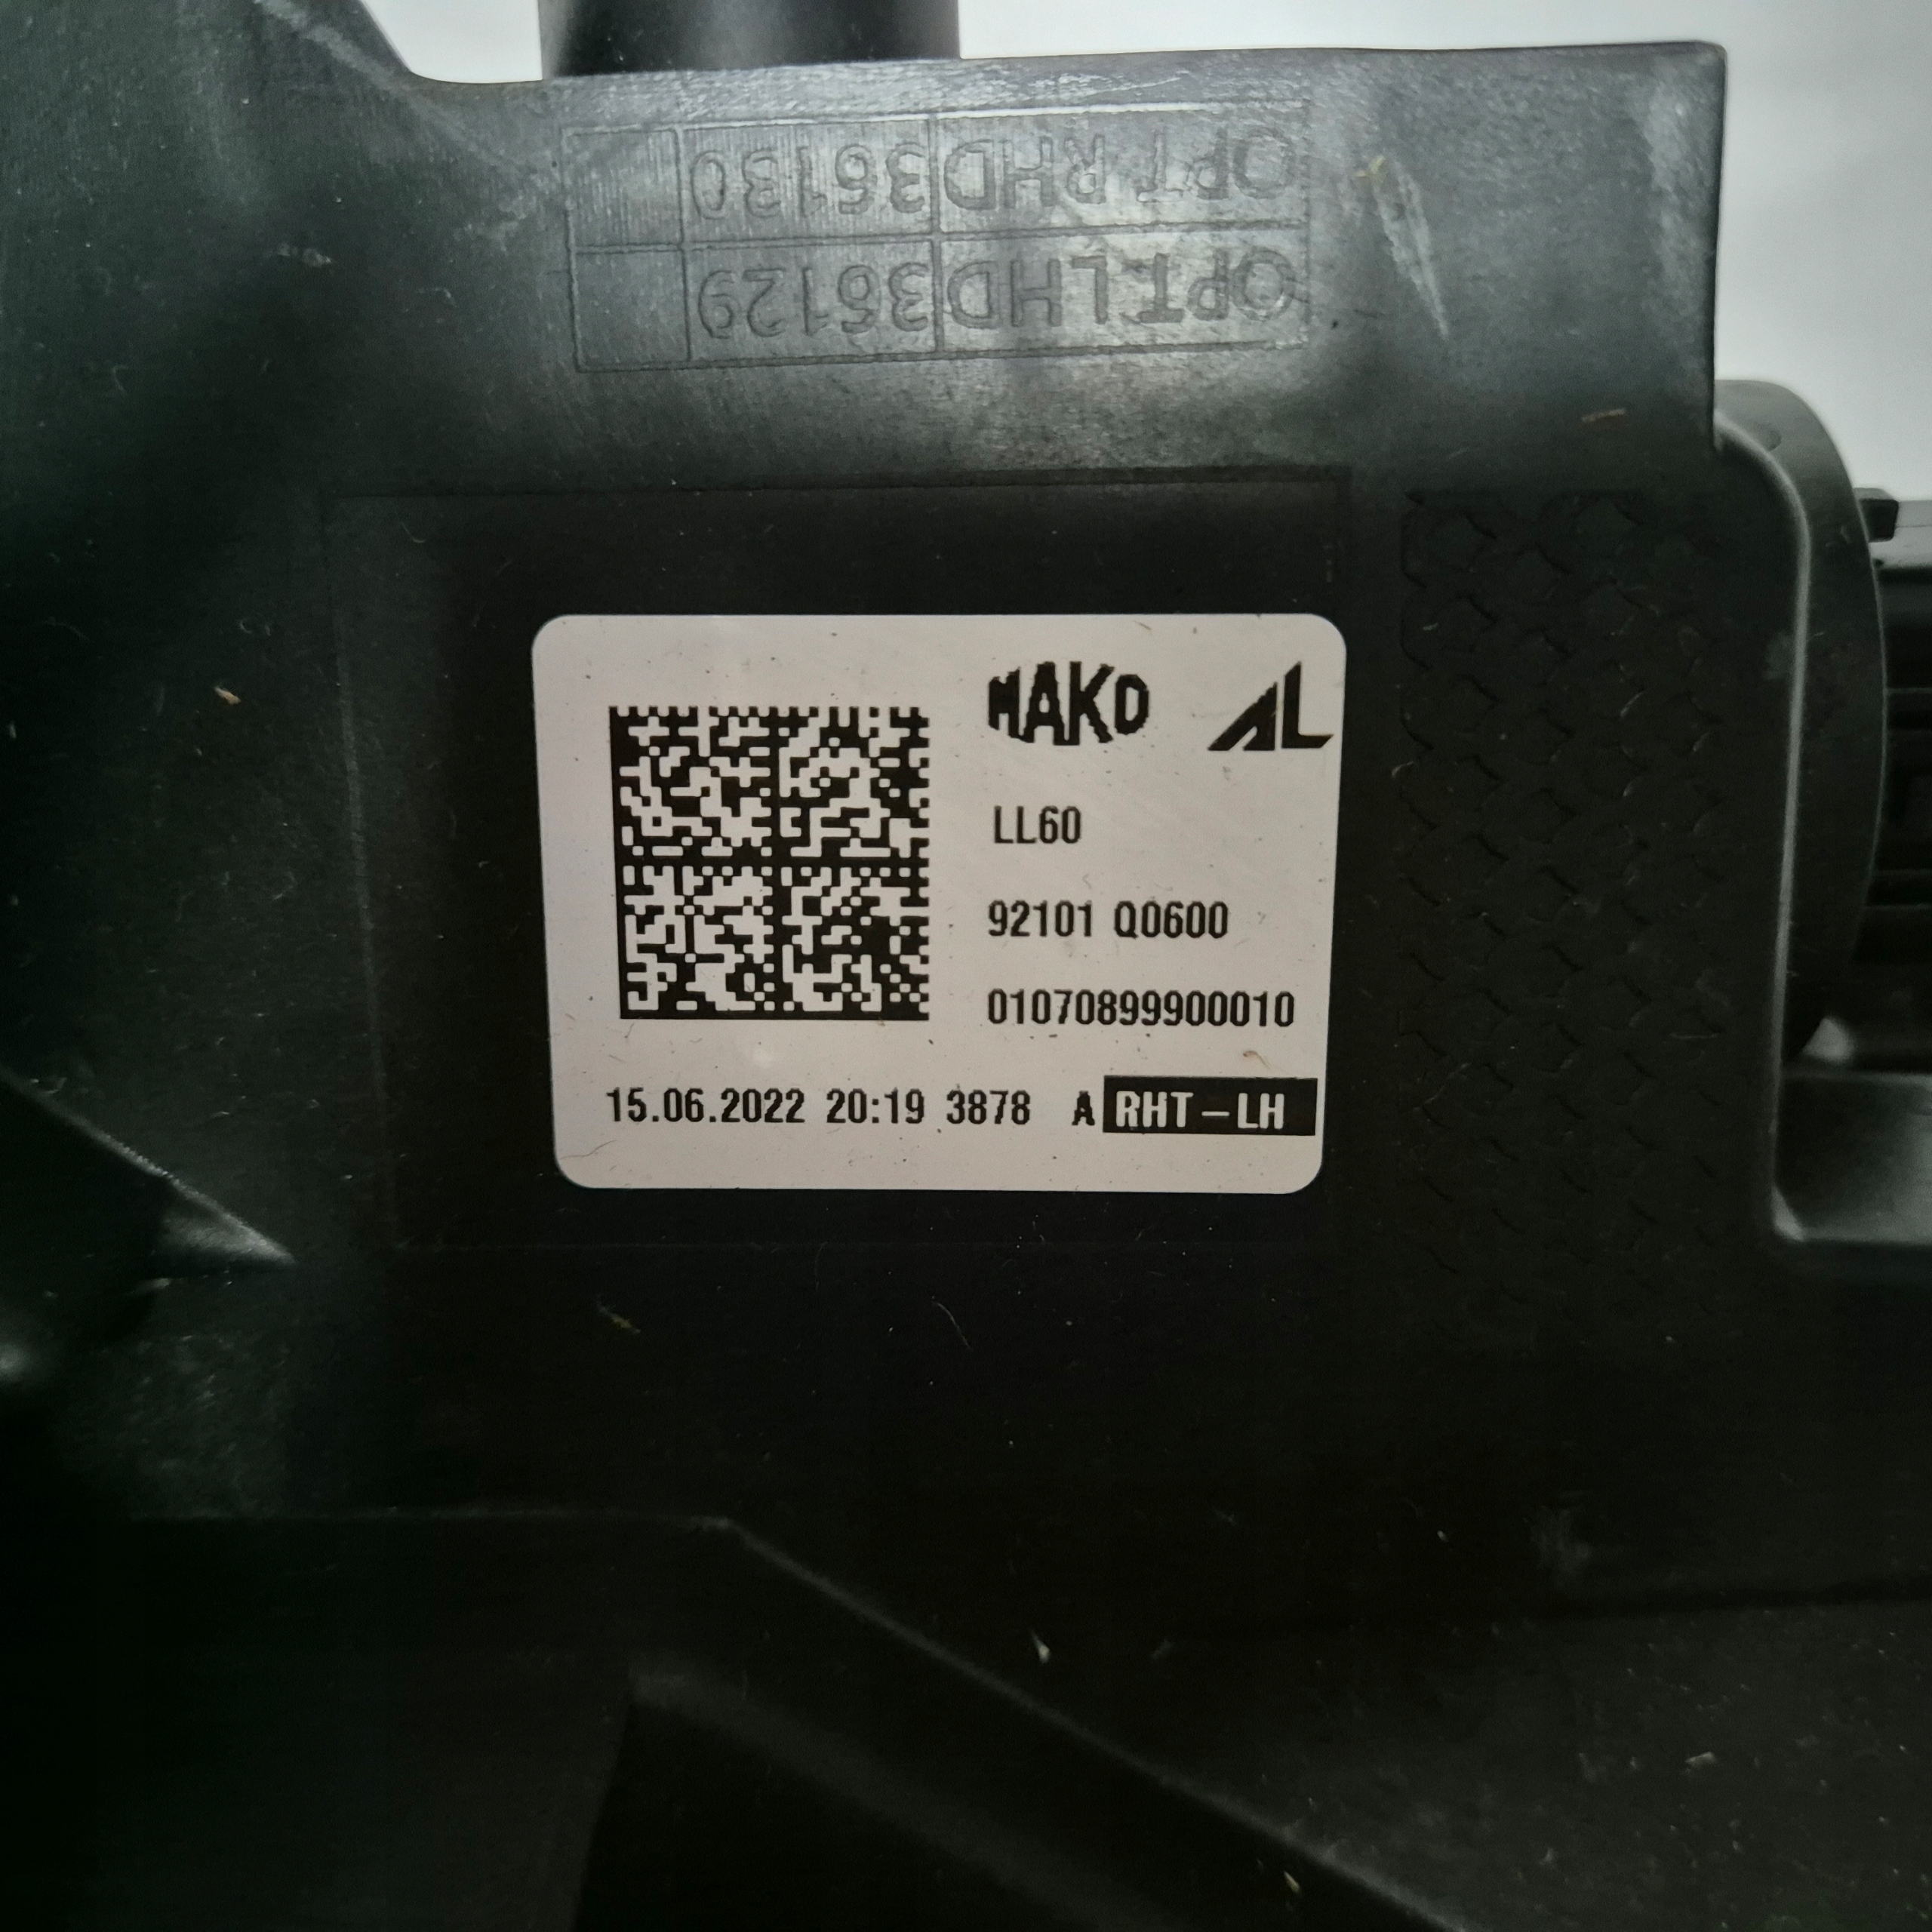 OPT.RHD 36130
OPT.LHD 36129
MAKO AL
LL60
92101 Q0600
01070899900010
15.06.2022 20:19 3878 A RHT-LH